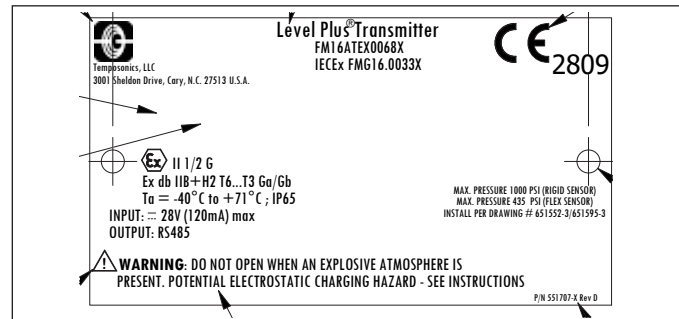 Level Plus® Transmitter
FM16ATEX0068X
IECEx FMG16.0033X
CE 2809
Temposonics, LLC
3001 Sheldon Drive, Cary, N.C. 27513 U.S.A.
Ex II 1/2 G
Ex db IIB+H2 T6...T3 Ga/Gb
Ta = -40°C to +71°C ; IP65
INPUT: ⎓ 28V (120mA) max
OUTPUT: RS485
MAX. PRESSURE 1000 PSI (RIGID SENSOR)
MAX. PRESSURE 435 PSI (FLEX SENSOR)
INSTALL PER DRAWING # 651552-3/651595-3
WARNING: DO NOT OPEN WHEN AN EXPLOSIVE ATMOSPHERE IS
PRESENT. POTENTIAL ELECTROSTATIC CHARGING HAZARD - SEE INSTRUCTIONS
P/N 551707-X Rev D